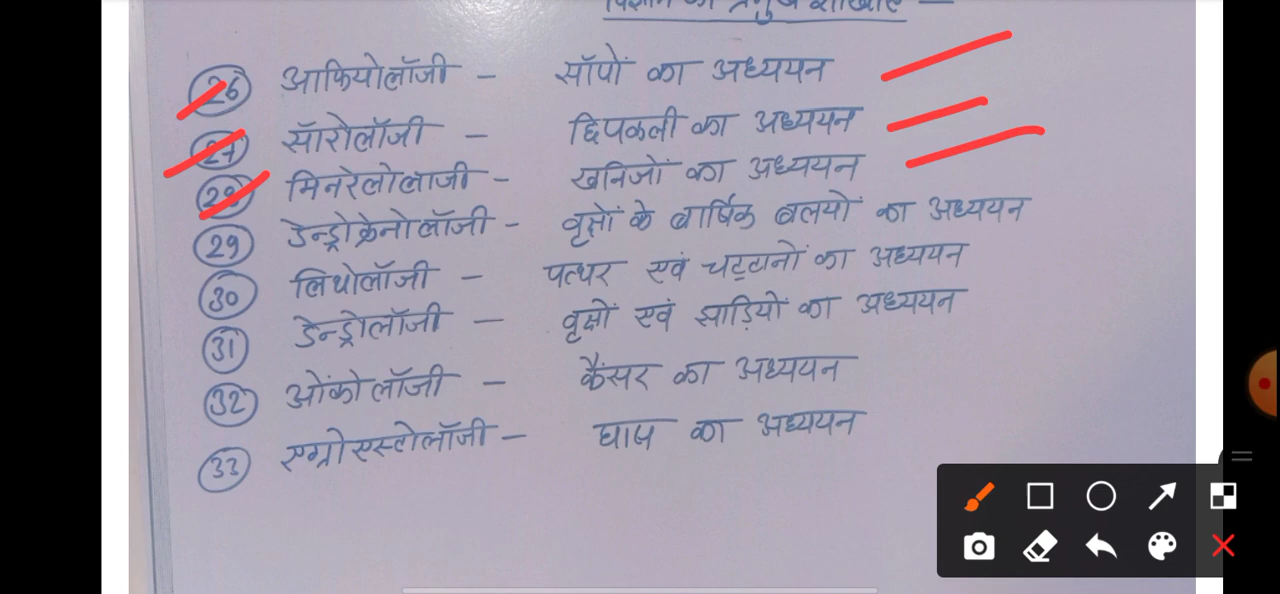 विज्ञान की प्रमुख शाखाएँ —
26 आफियोलॉजी - साँपों का अध्ययन
27 सॉरोलॉजी - छिपकली का अध्ययन
28 मिनरेलोलाजी - खनिजों का अध्ययन
29 डेन्ड्रोक्रेनोलॉजी - वृक्षों के वार्षिक वलयों का अध्ययन
30 लिथोलॉजी - पत्थर एवं चट्टानों का अध्ययन
31 डेन्ड्रोलॉजी - वृक्षों एवं झाड़ियों का अध्ययन
32 ओंकोलॉजी - कैंसर का अध्ययन
33 एग्रोस्टोलॉजी - घास का अध्ययन